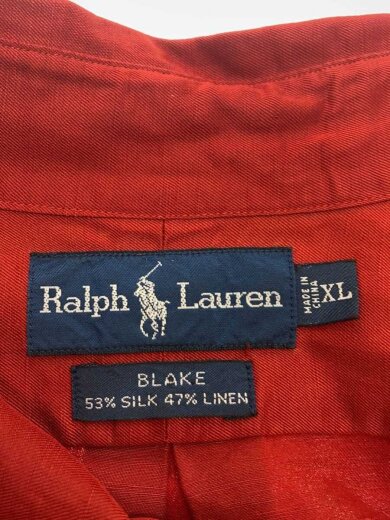 Ralph Lauren
MADE IN
CHINA
XL
BLAKE
53% SILK 47% LINEN